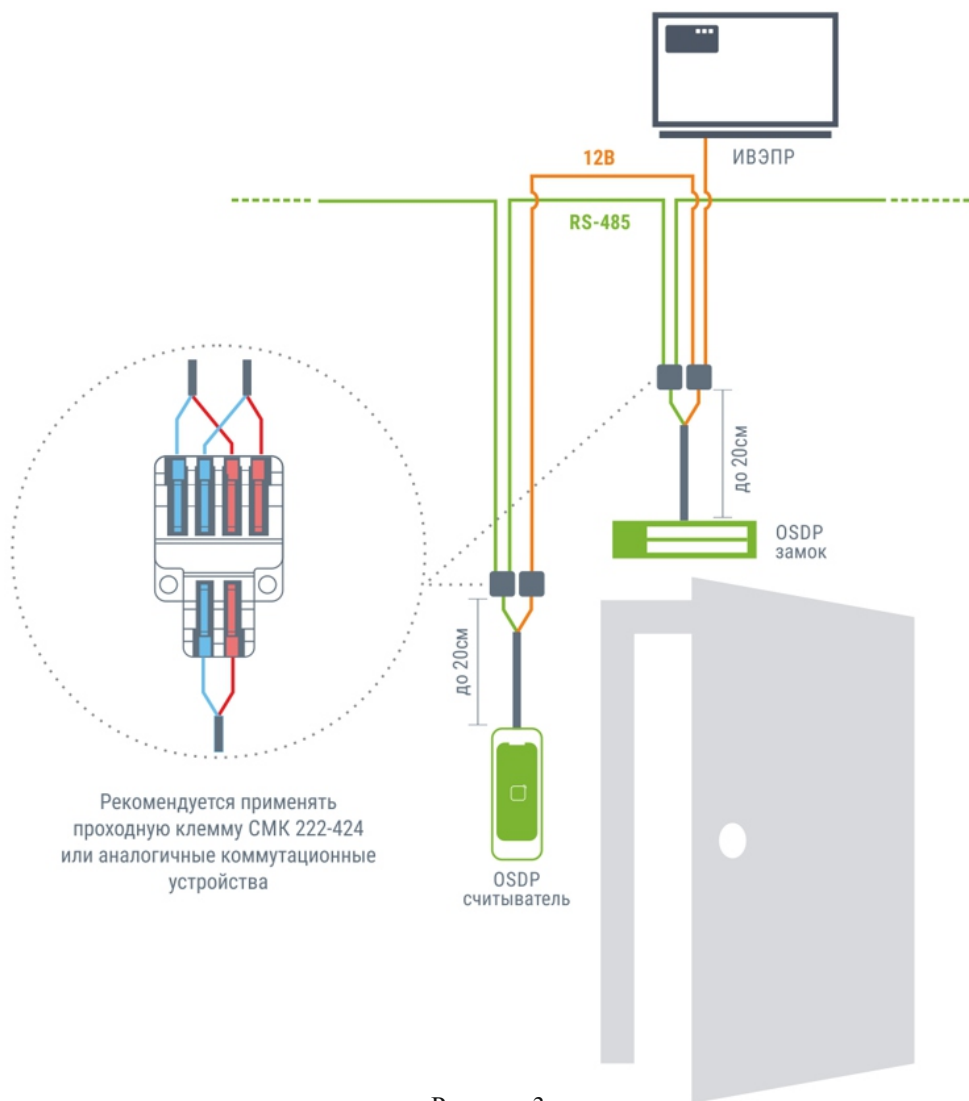 ИВЭПР
12В
RS-485
до 20см
OSDP
замок
до 20см
Рекомендуется применять
проходную клемму СМК 222-424
или аналогичные коммутационные
устройства
OSDP
считыватель